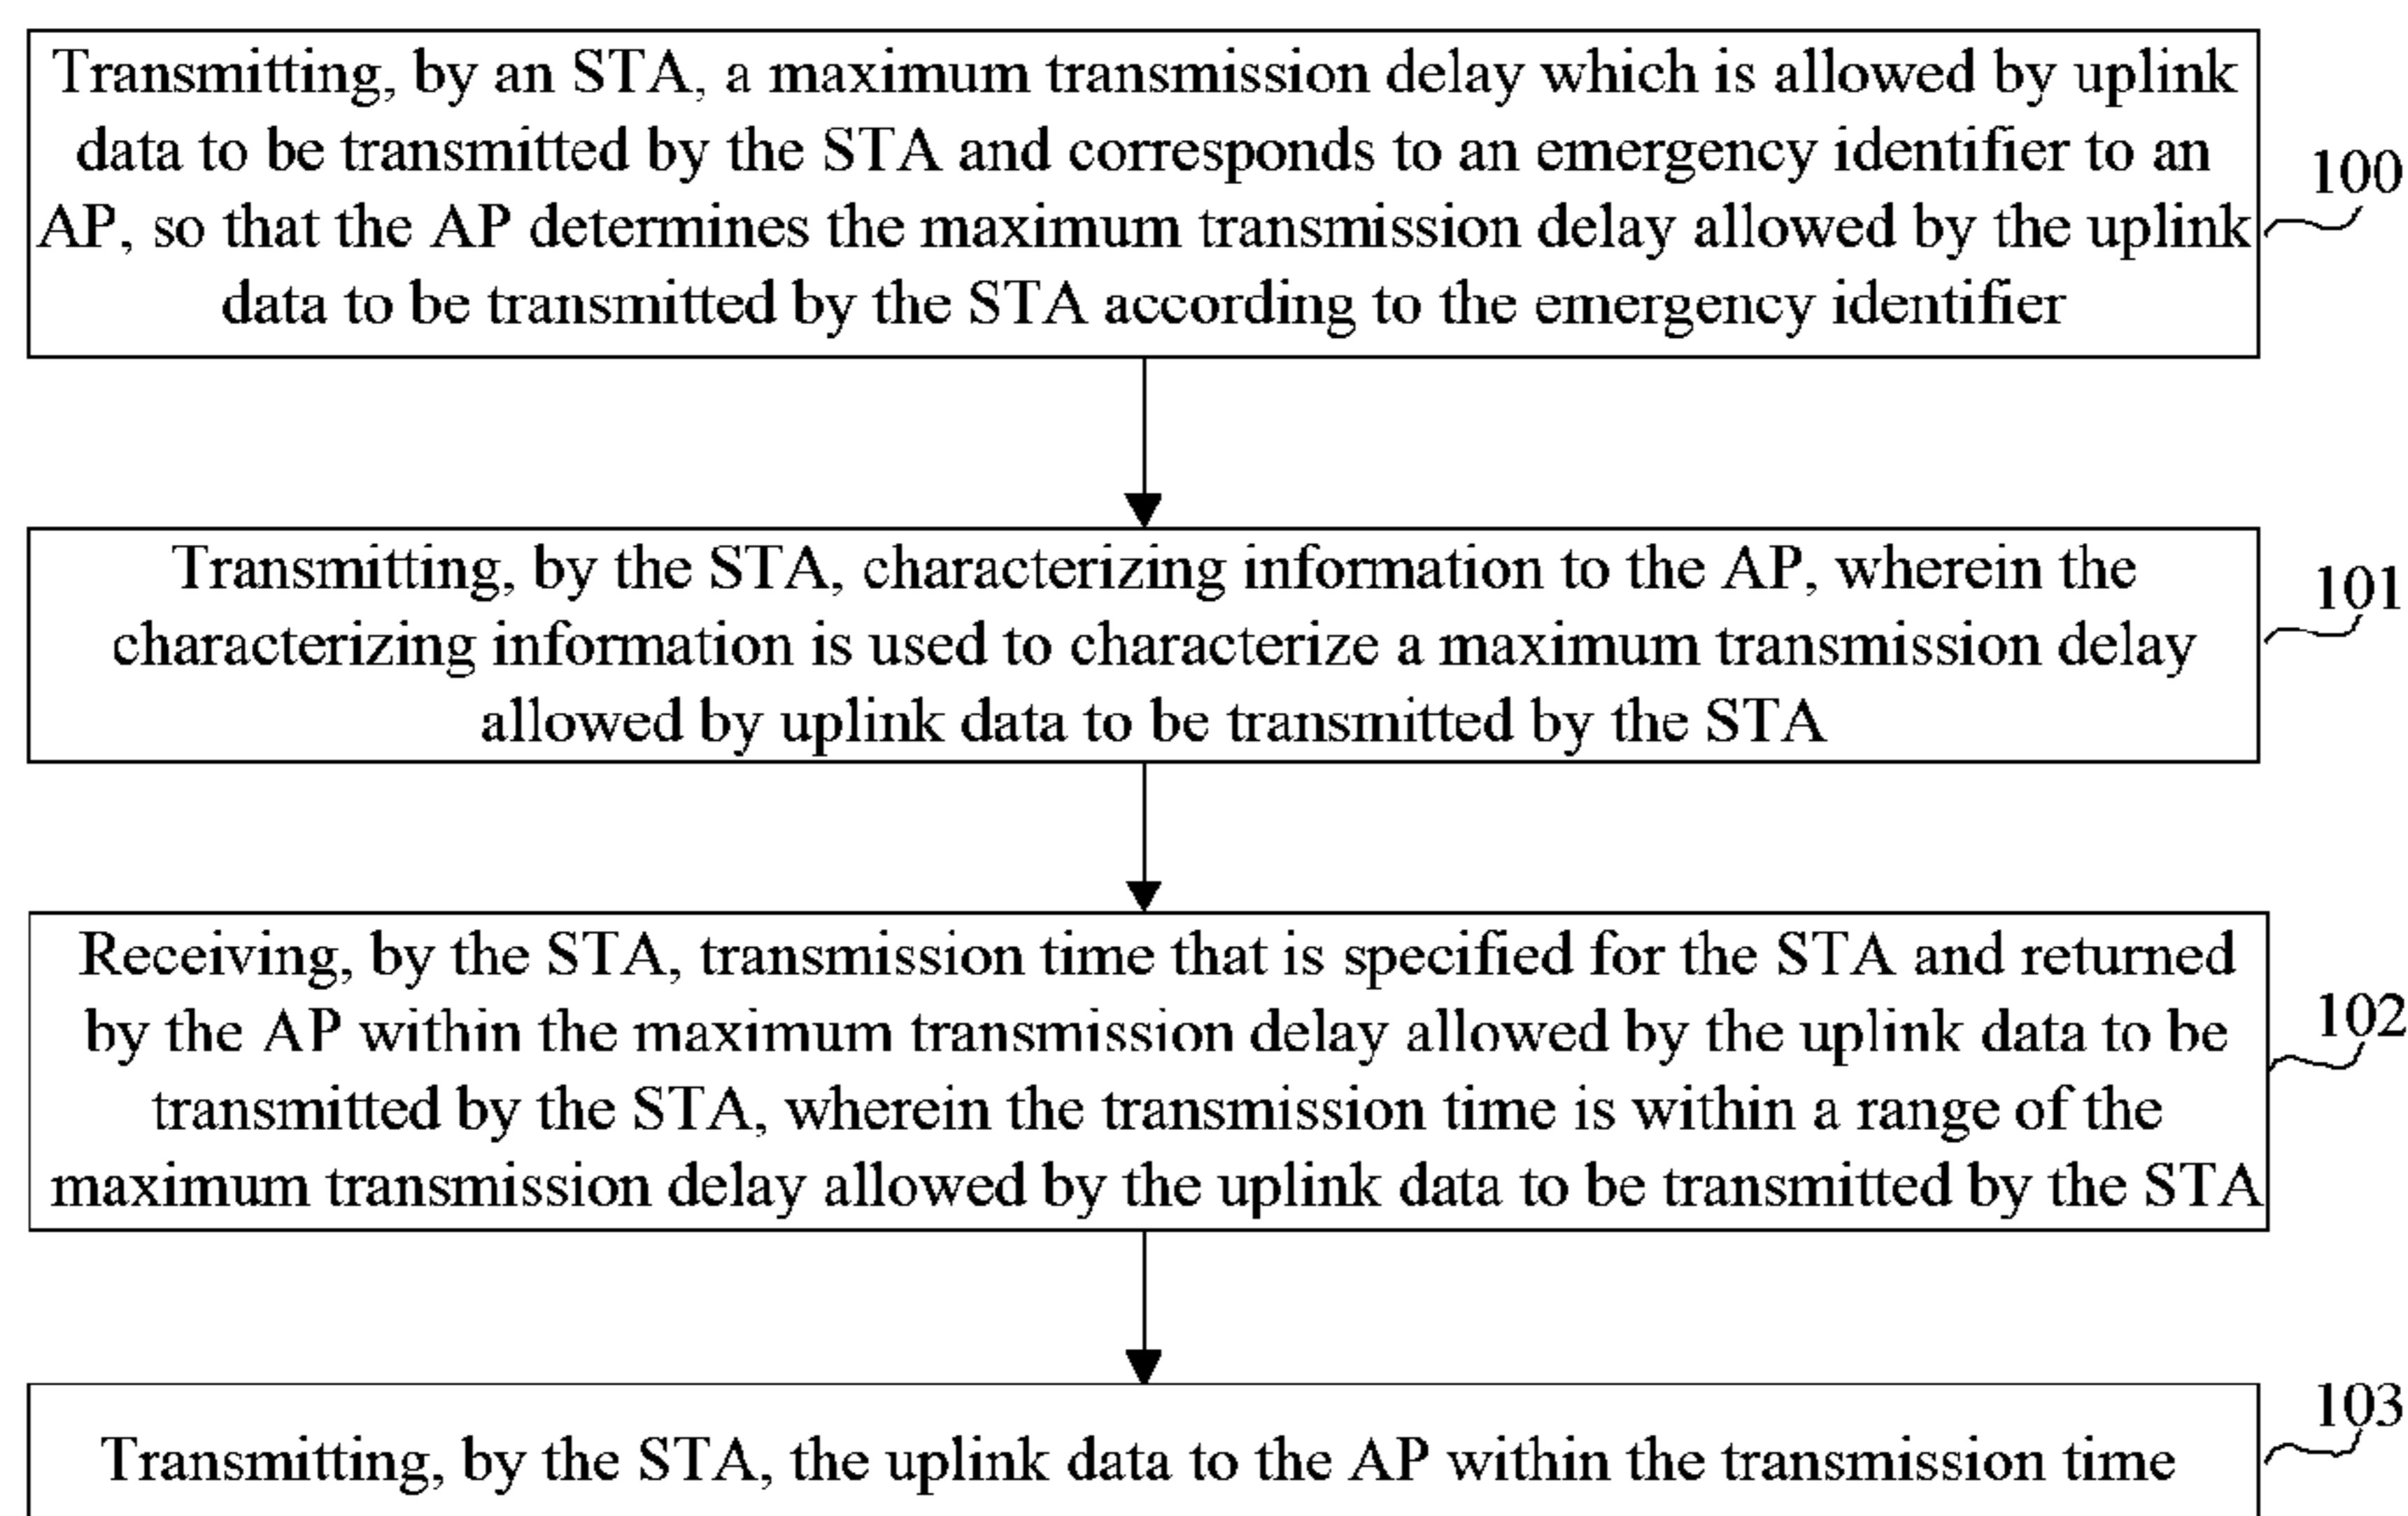 Transmitting, by an STA, a maximum transmission delay which is allowed by uplink
data to be transmitted by the STA and corresponds to an emergency identifier to an
AP, so that the AP determines the maximum transmission delay allowed by the uplink
data to be transmitted by the STA according to the emergency identifier
100
Transmitting, by the STA, characterizing information to the AP, wherein the
characterizing information is used to characterize a maximum transmission delay
allowed by uplink data to be transmitted by the STA
101
Receiving, by the STA, transmission time that is specified for the STA and returned
by the AP within the maximum transmission delay allowed by the uplink data to be
transmitted by the STA, wherein the transmission time is within a range of the
maximum transmission delay allowed by the uplink data to be transmitted by the STA
102
Transmitting, by the STA, the uplink data to the AP within the transmission time
103